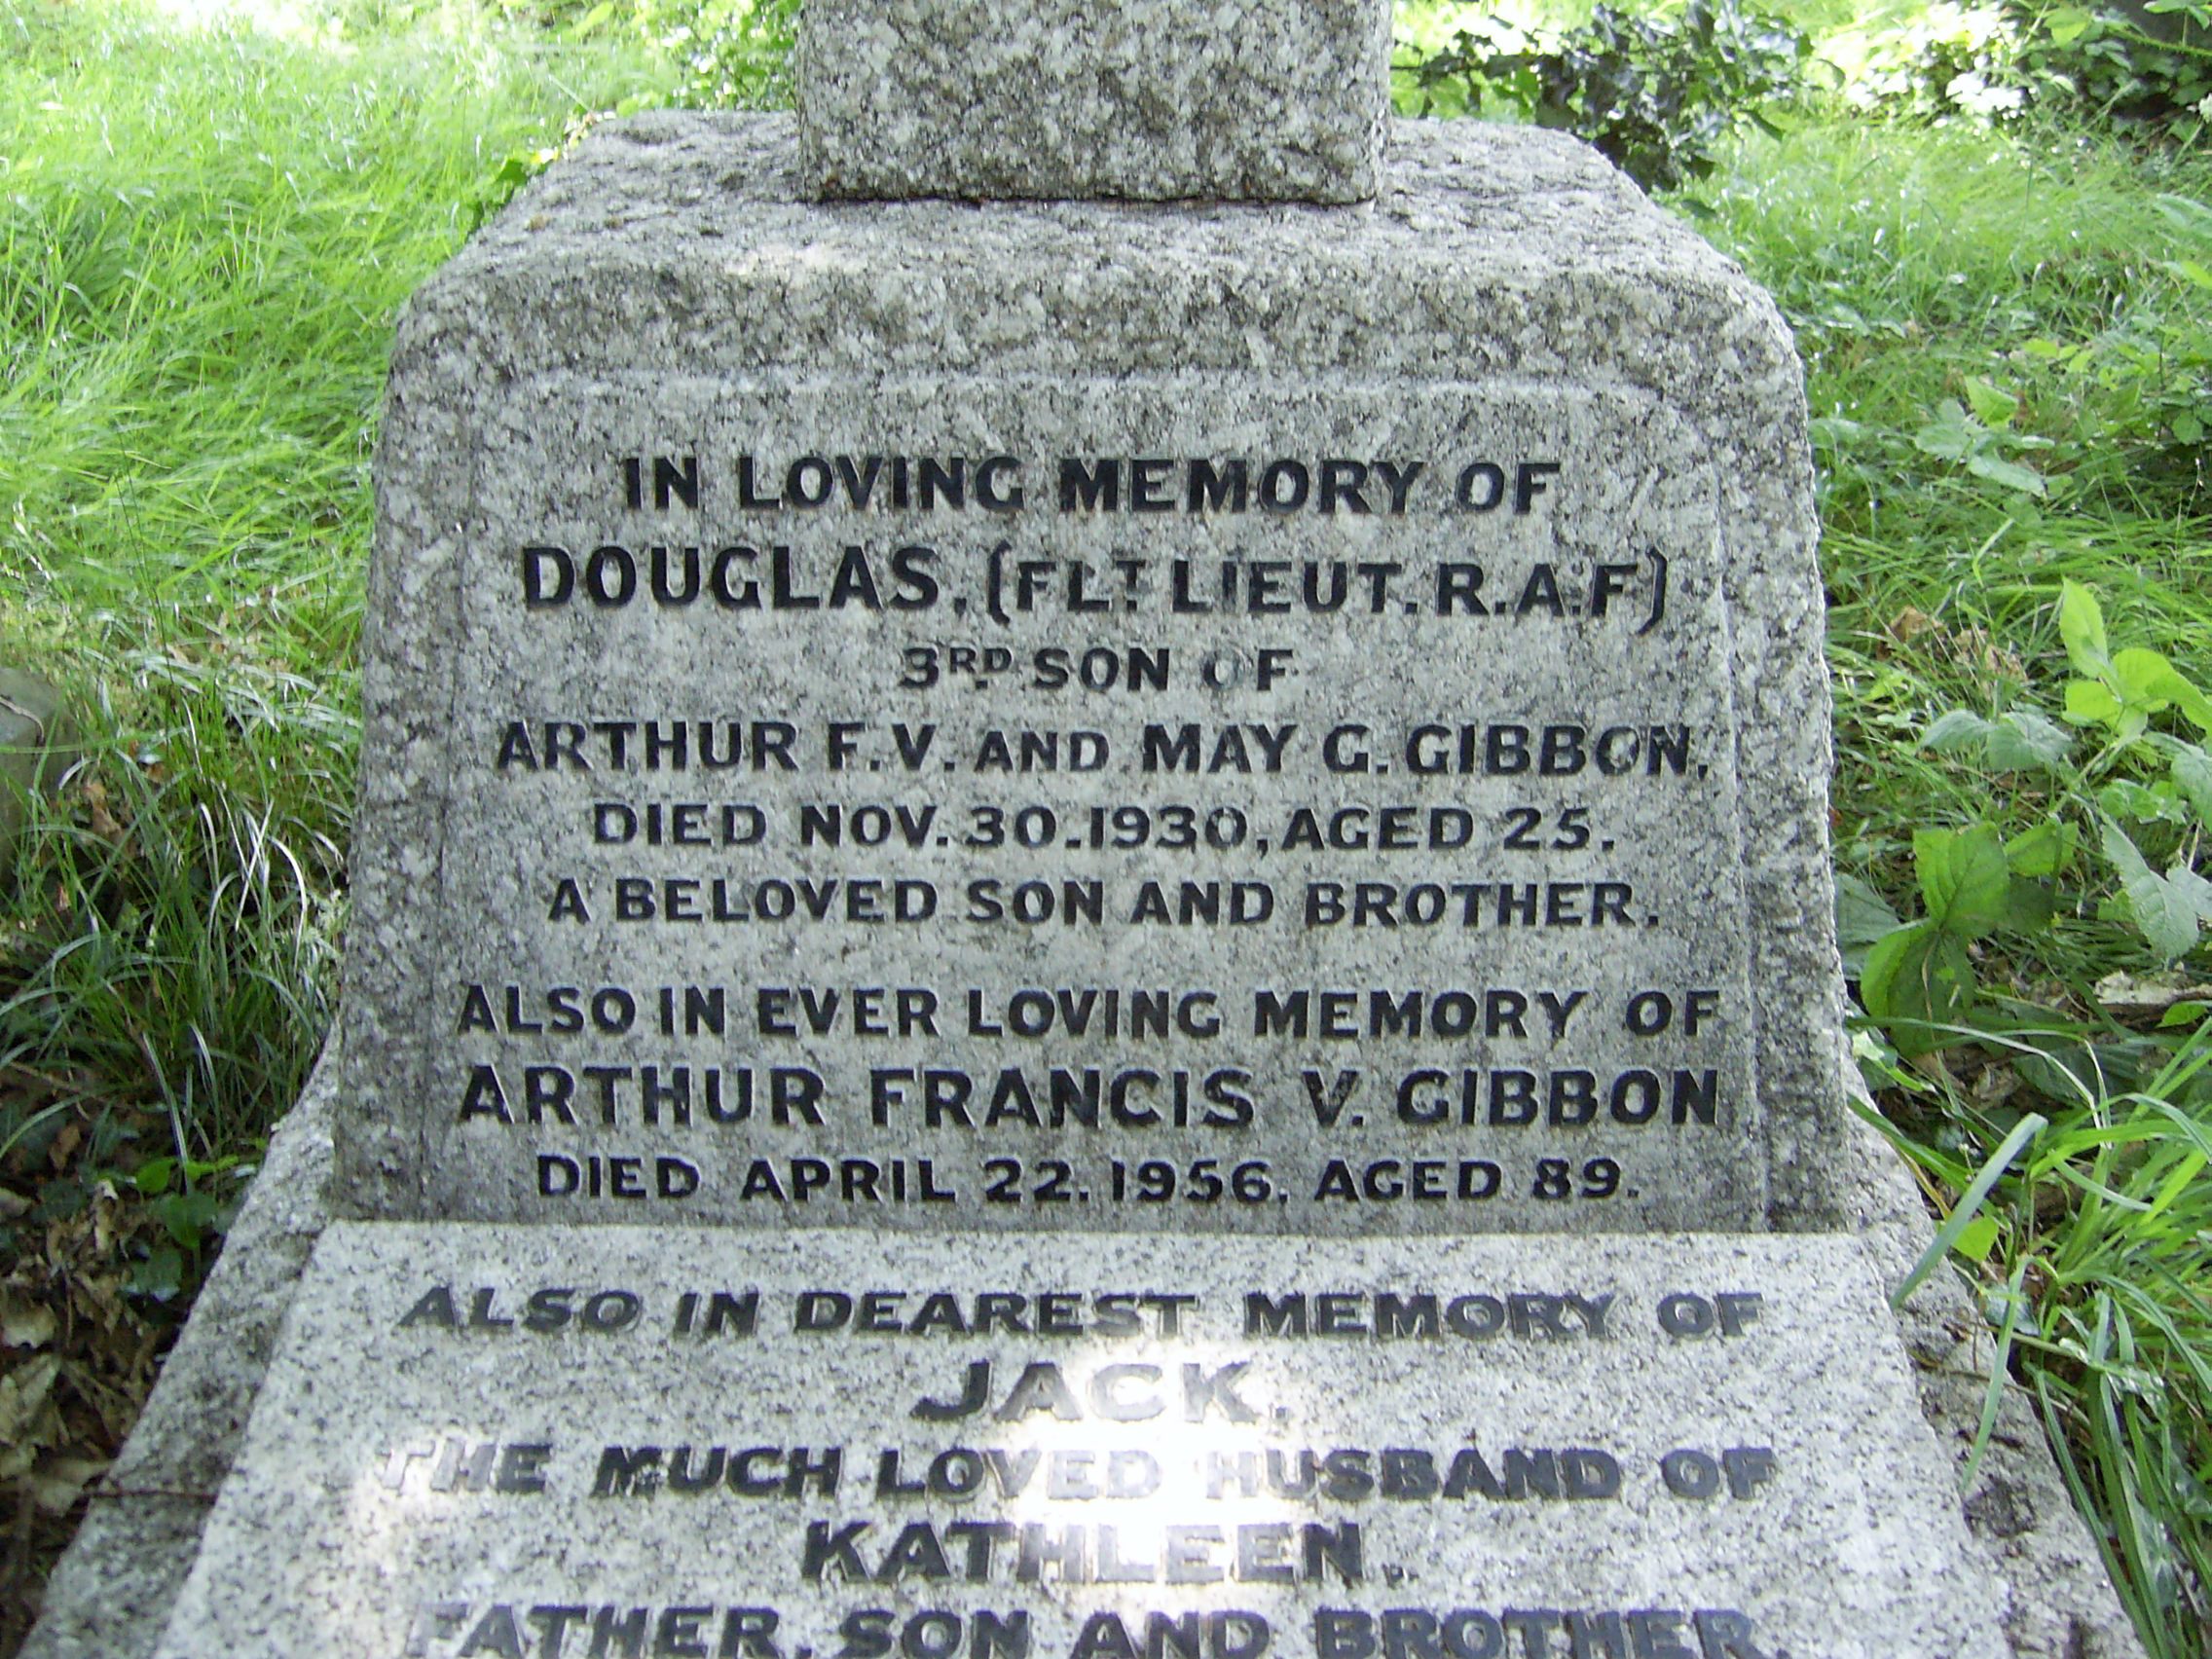 IN LOVING MEMORY OF
DOUGLAS, (FLT LIEUT. R.A.F)
3RD SON OF
ARTHUR F.V. AND MAY G. GIBBON,
DIED NOV. 30. 1930, AGED 25.
A BELOVED SON AND BROTHER.
ALSO IN EVER LOVING MEMORY OF
ARTHUR FRANCIS V. GIBBON
DIED APRIL 22. 1956. AGED 89.
ALSO IN DEAREST MEMORY OF
JACK,
THE MUCH LOVED HUSBAND OF
KATHLEEN.
FATHER, SON AND BROTHER.